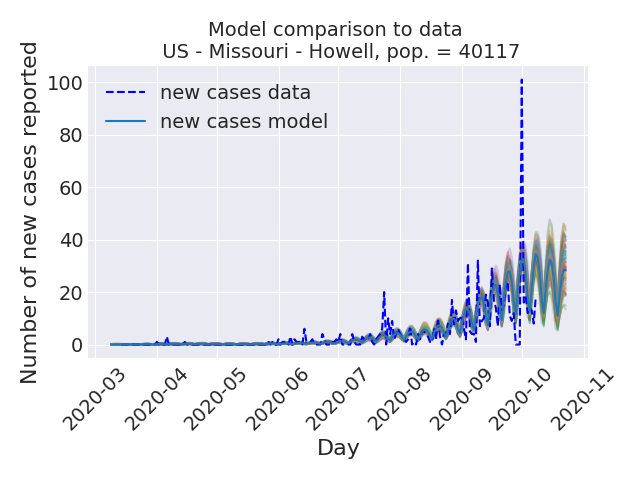 Model comparison to data
US - Missouri - Howell, pop. = 40117
Number of new cases reported
100
80
60
40
20
0
new cases data
new cases model
2020-03
2020-04
2020-05
2020-06
2020-07
2020-08
2020-09
2020-10
2020-11
Day